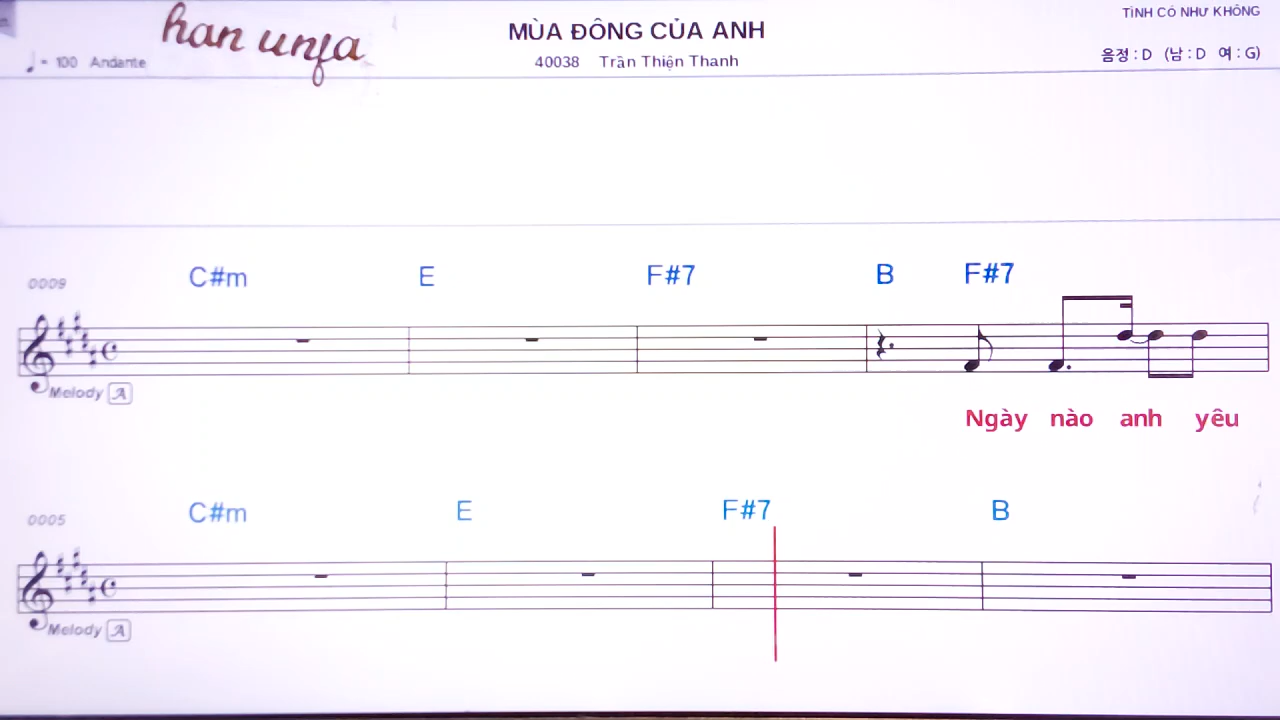 han unfa
MÙA ĐÔNG CỦA ANH
TÌNH CÓ NHƯ KHÔNG
♩ = 100 Andante
40038 Trần Thiện Thanh
음정 : D (남 : D 여 : G)
0009 C#m E F#7 B F#7
Melody A
Ngày nào anh yêu
0005 C#m E F#7 B
Melody A